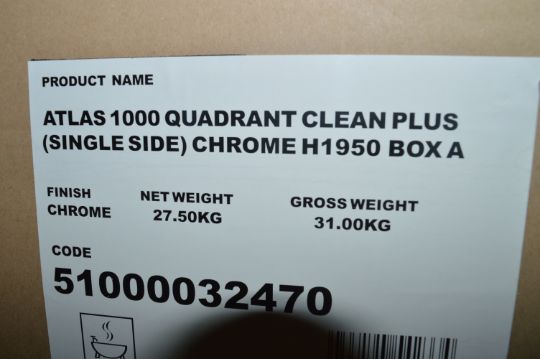 PRODUCT NAME
ATLAS 1000 QUADRANT CLEAN PLUS
(SINGLE SIDE) CHROME H1950 BOX A
FINISH
CHROME
NET WEIGHT
27.50KG
GROSS WEIGHT
31.00KG
CODE
51000032470